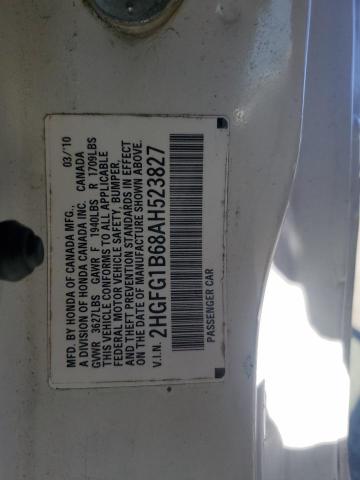 MFD. BY HONDA OF CANADA MFG., 03/10
A DIVISION OF HONDA CANADA INC. CANADA
GVWR 3627LBS GAWR F 1940LBS R 1709LBS
THIS VEHICLE CONFORMS TO ALL APPLICABLE
FEDERAL MOTOR VEHICLE SAFETY, BUMPER,
AND THEFT PREVENTION STANDARDS IN EFFECT
ON THE DATE OF MANUFACTURE SHOWN ABOVE.
V.I.N. 2HGFG1B68AH523827
PASSENGER CAR